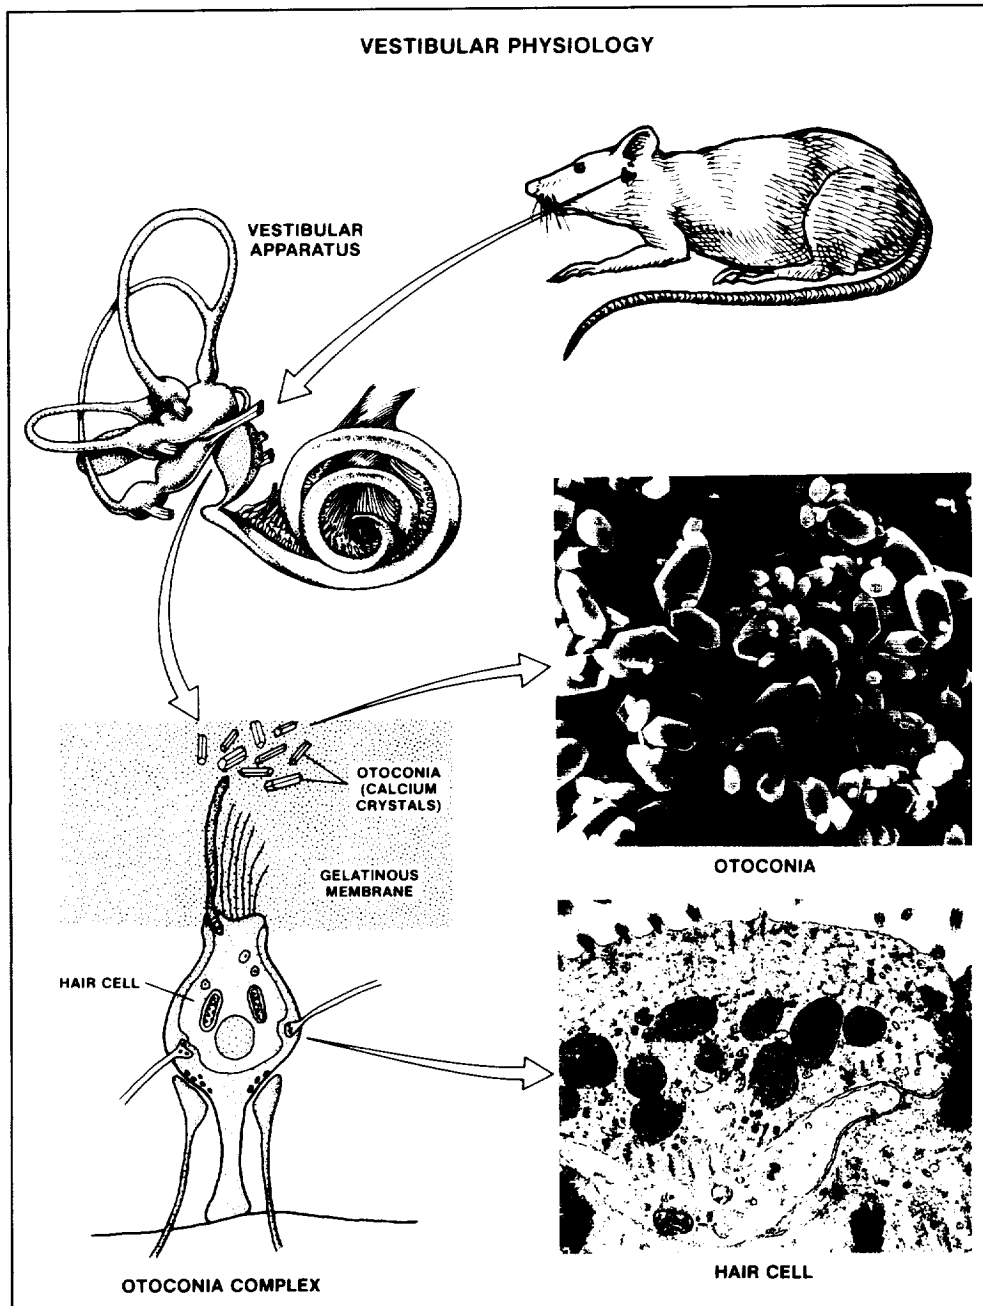 VESTIBULAR PHYSIOLOGY
VESTIBULAR
APPARATUS
OTOCONIA
(CALCIUM
CRYSTALS)
OTOCONIA
GELATINOUS
MEMBRANE
HAIR CELL
HAIR CELL
OTOCONIA COMPLEX